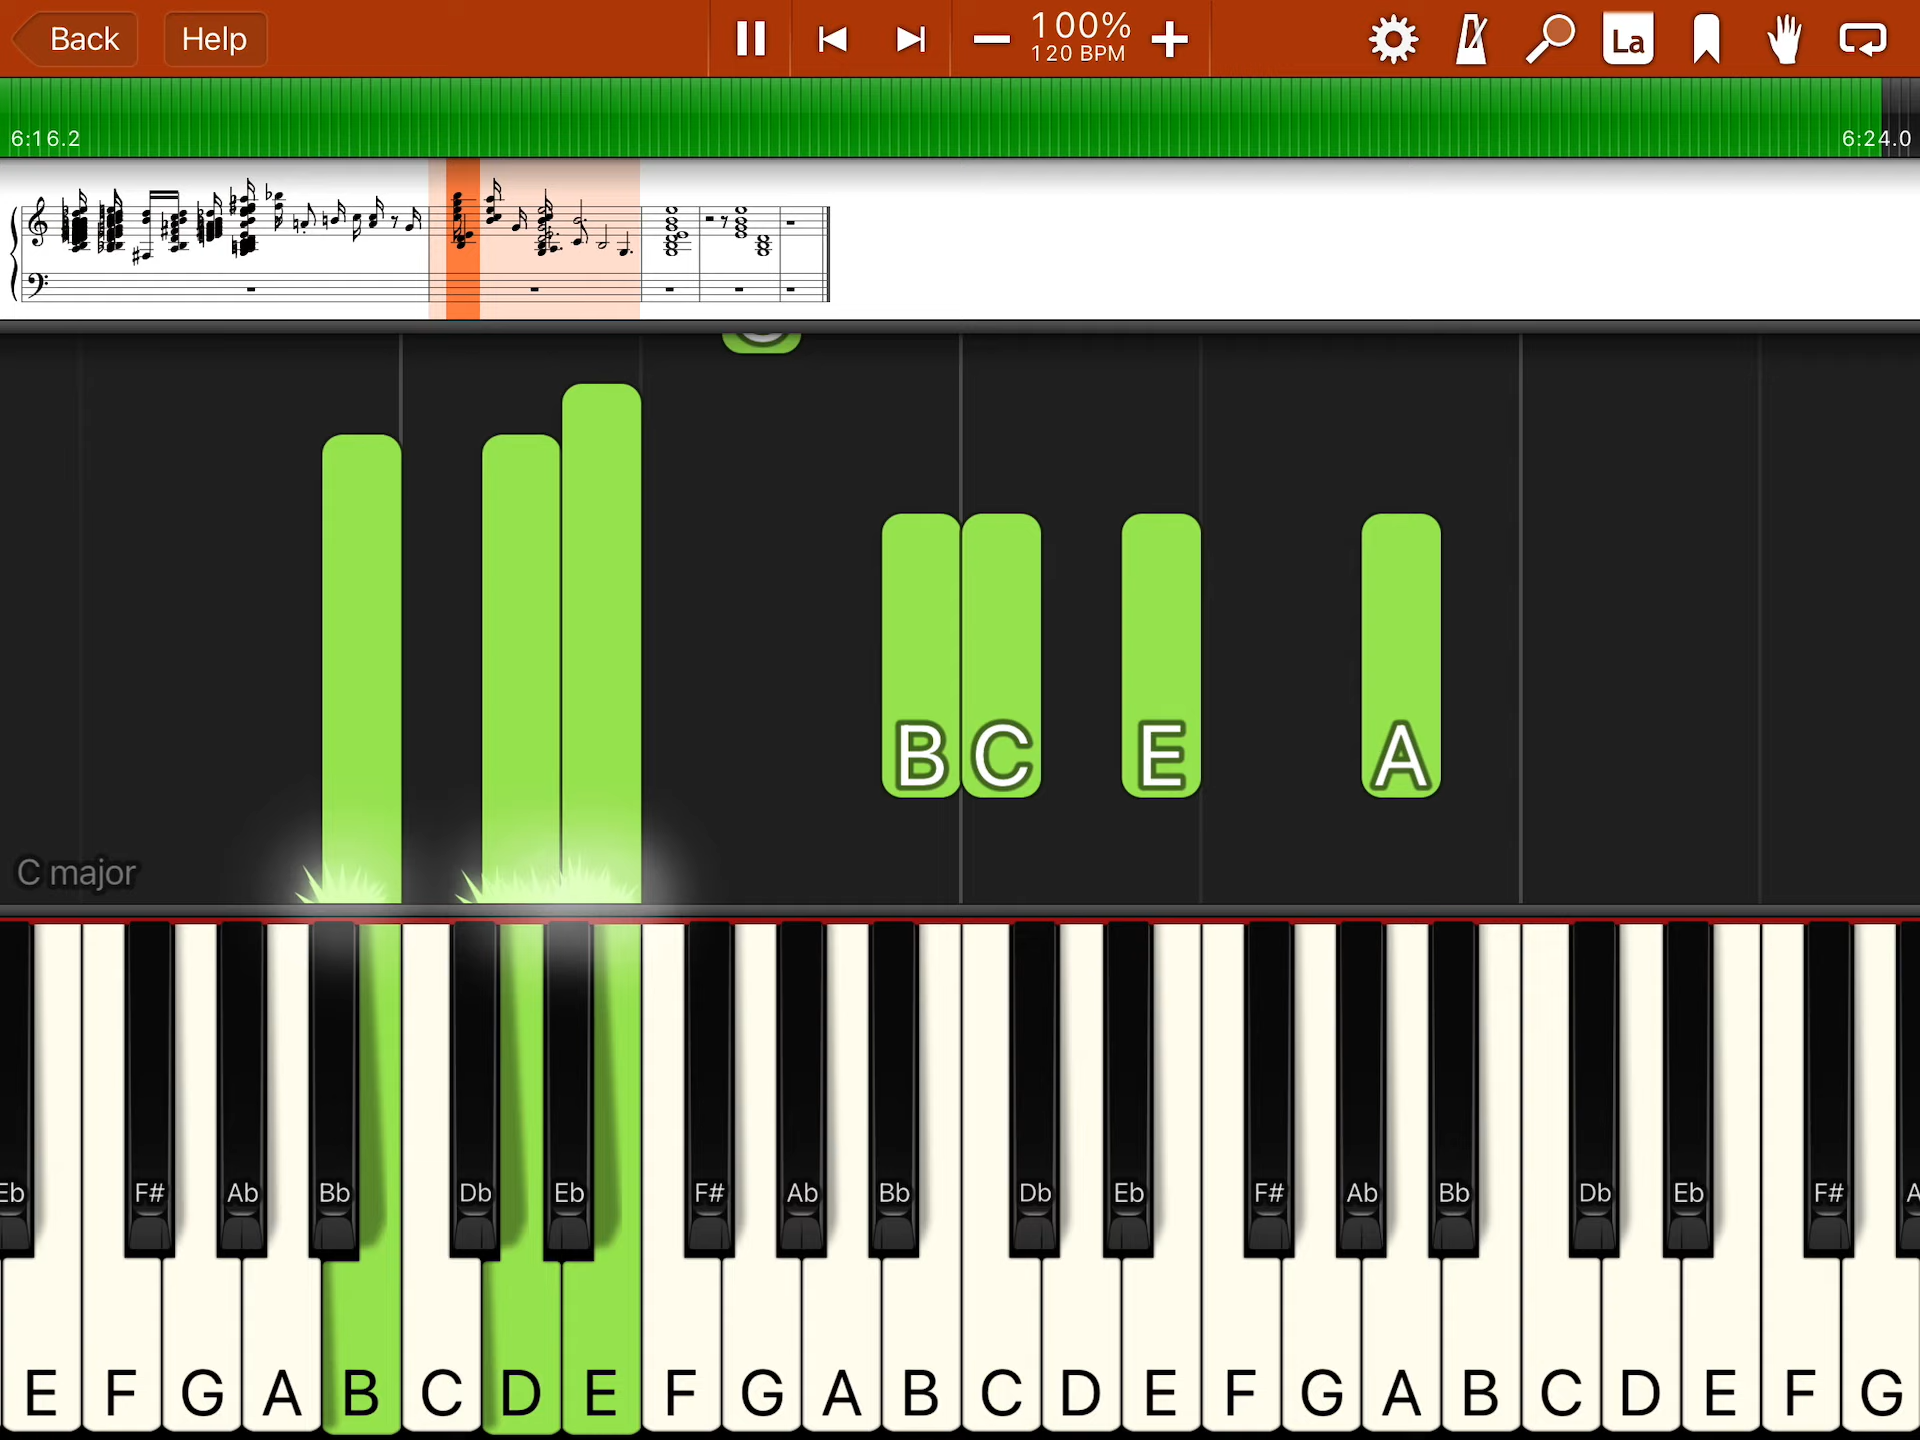 Back Help 100% La
120 BPM
6:16.2 6:24.0
B C E A
C major
Eb F# Ab Bb Db Eb F# Ab Bb Db Eb F# Ab Bb Db Eb F# A
E F G A B C D E F G A B C D E F G A B C D E F G